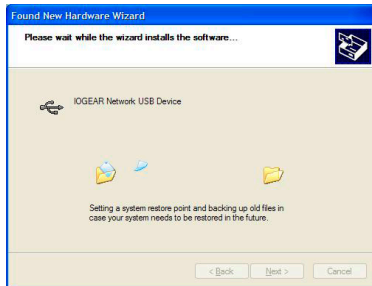 Found New Hardware Wizard
Please wait while the wizard installs the software...
IOGEAR Network USB Device
Setting a system restore point and backing up old files in
case your system needs to be restored in the future.
< Back Next > Cancel